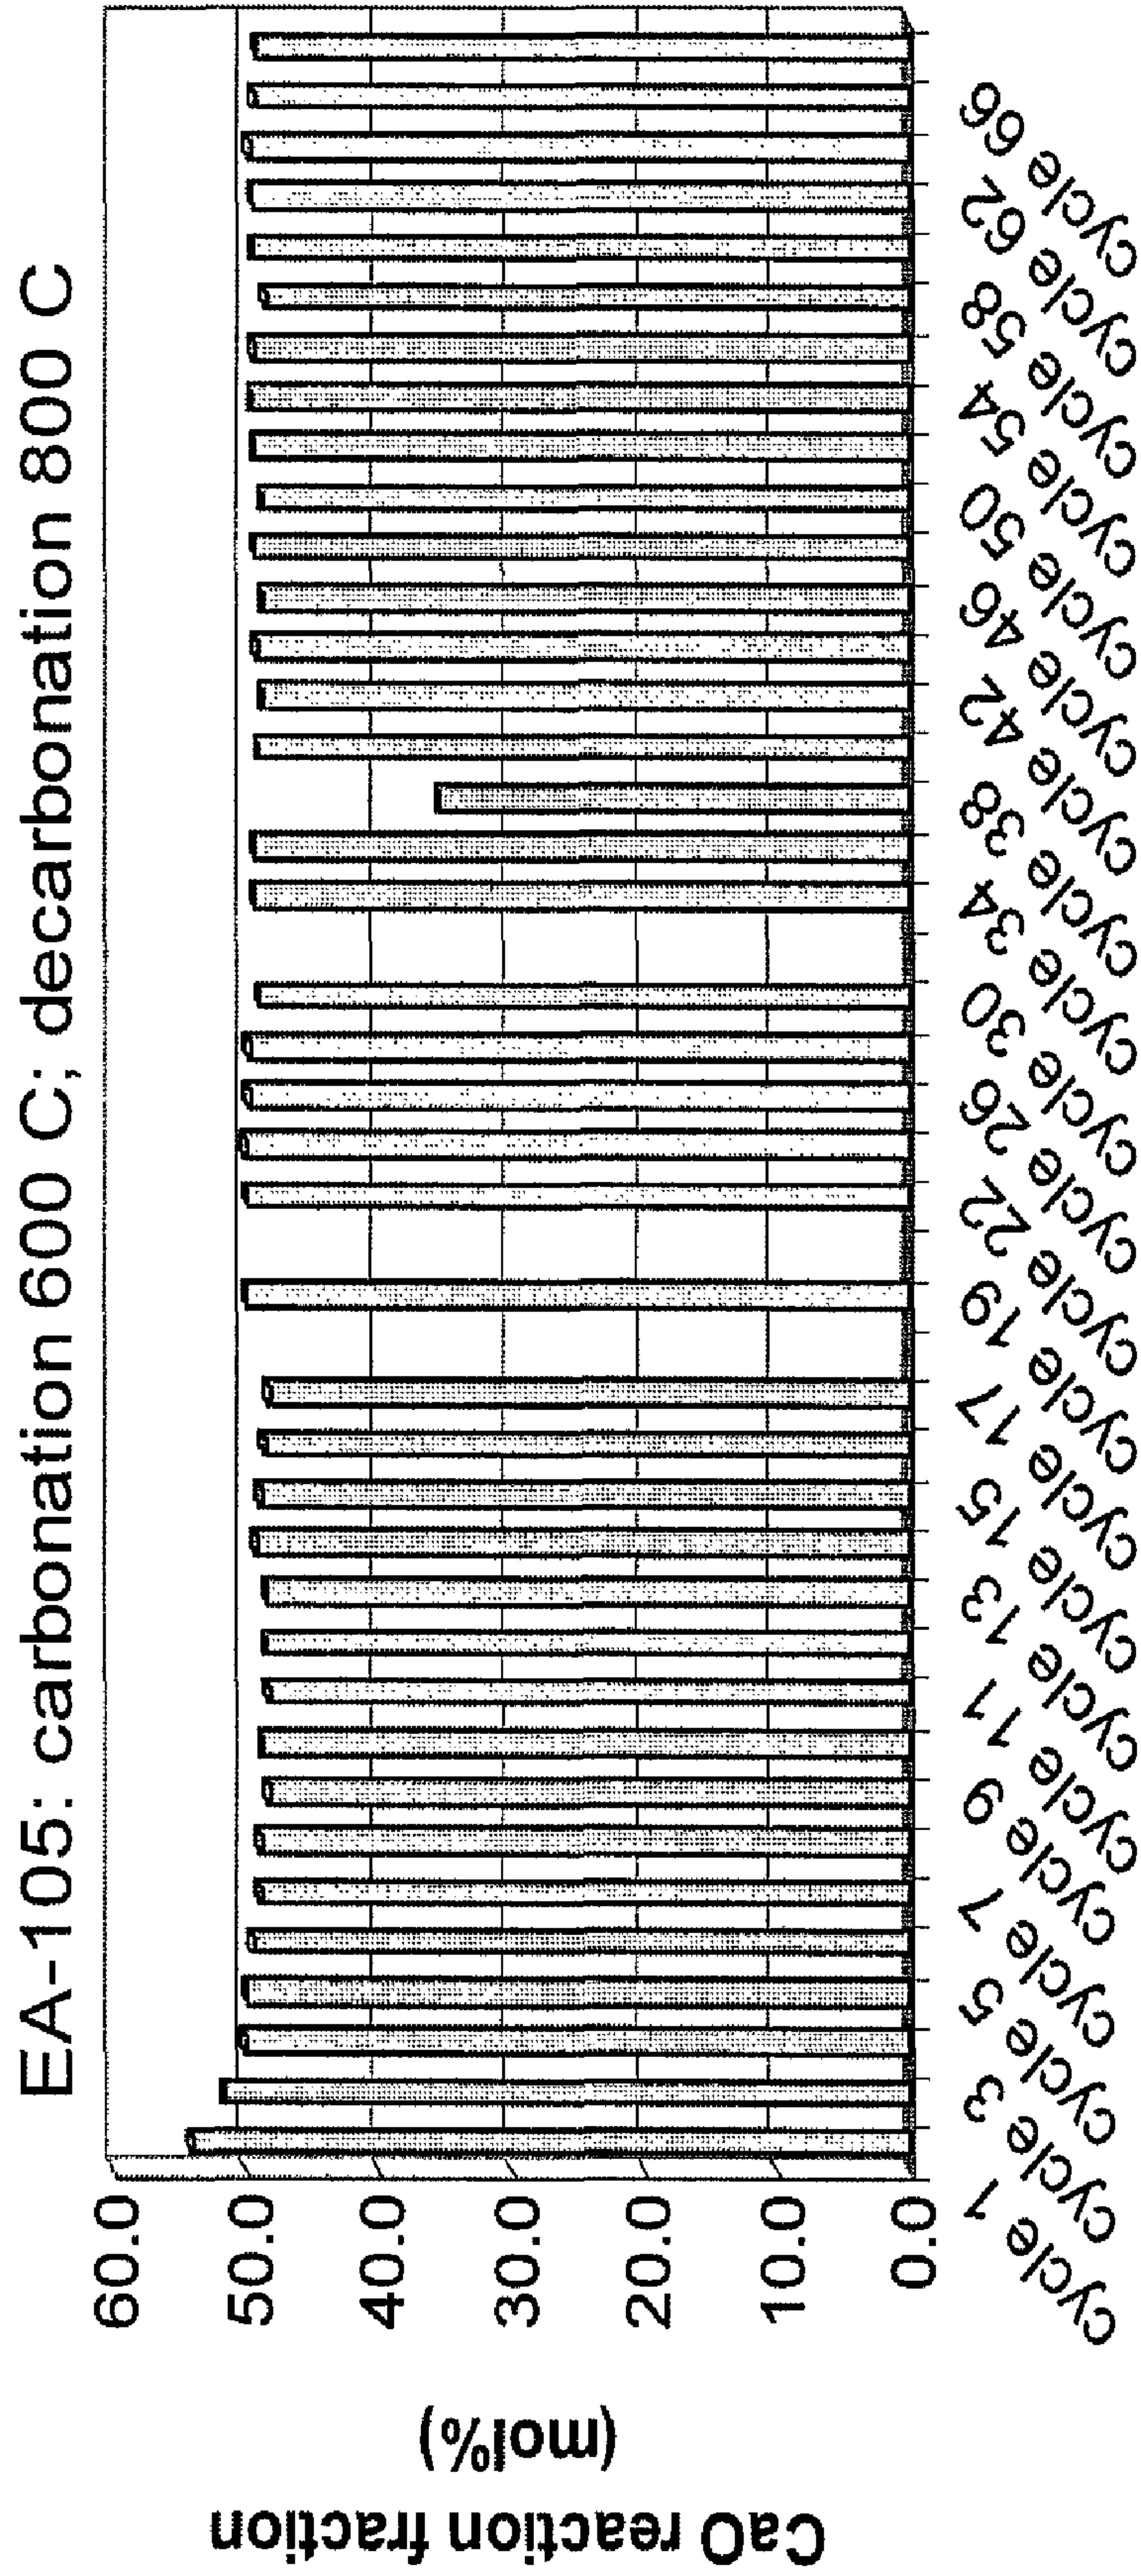 EA-105: carbonation 600 C; decarbonation 800 C
CaO reaction fraction
(mol%)
60.0
50.0
40.0
30.0
20.0
10.0
0.0
cycle 1
cycle 3
cycle 5
cycle 7
cycle 9
cycle 11
cycle 13
cycle 15
cycle 17
cycle 19
cycle 22
cycle 26
cycle 30
cycle 34
cycle 38
cycle 42
cycle 46
cycle 50
cycle 54
cycle 58
cycle 62
cycle 66